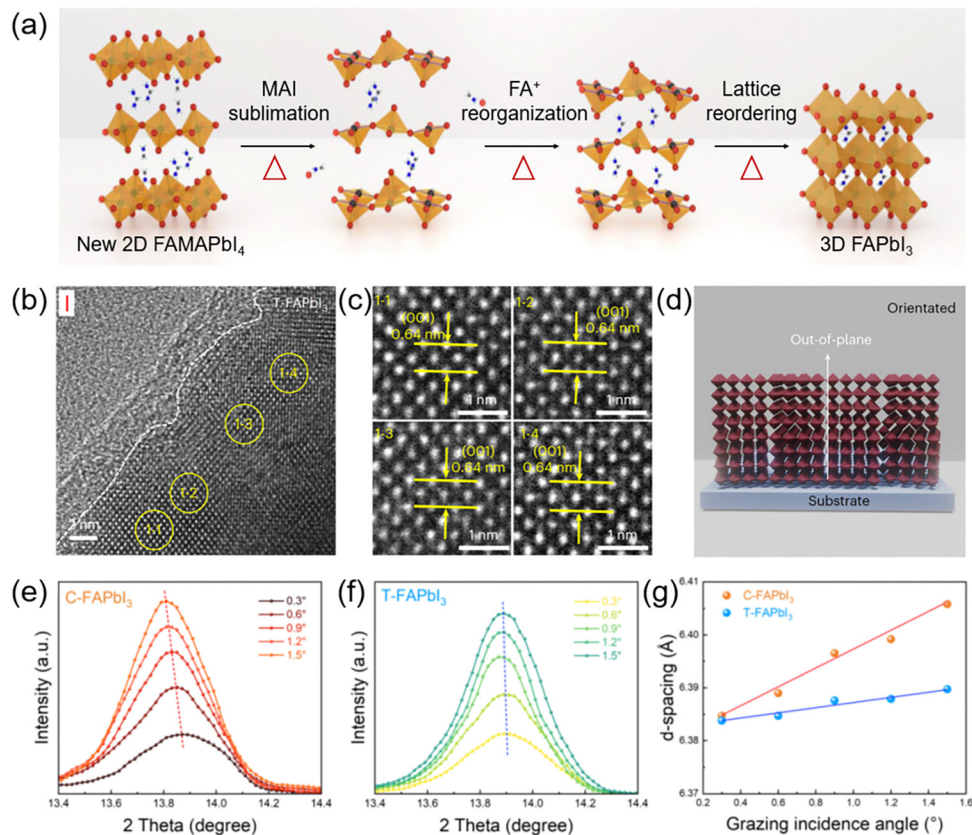 (a)
MAI
sublimation
FA⁺
reorganization
Lattice
reordering
△
△
△
New 2D FAMAPbI₄
3D FAPbI₃
(b)
I
T-FAPbI₃
1-4
1-3
1-2
1-1
2 nm
(c)
1-1
(001)
0.64 nm
1 nm
1-2
(001)
0.64 nm
1 nm
1-3
(001)
0.64 nm
1 nm
1-4
(001)
0.64 nm
1 nm
(d)
Orientated
Out-of-plane
Substrate
(e)
C-FAPbI₃
0.3°
0.6°
0.9°
1.2°
1.5°
Intensity (a.u.)
13.4 13.6 13.8 14.0 14.2 14.4
2 Theta (degree)
(f)
T-FAPbI₃
0.3°
0.6°
0.9°
1.2°
1.5°
Intensity (a.u.)
13.4 13.6 13.8 14.0 14.2 14.4
2 Theta (degree)
(g)
C-FAPbI₃
T-FAPbI₃
d-spacing (Å)
6.41
6.40
6.39
6.38
6.37
0.2 0.4 0.6 0.8 1.0 1.2 1.4 1.6
Grazing incidence angle (°)